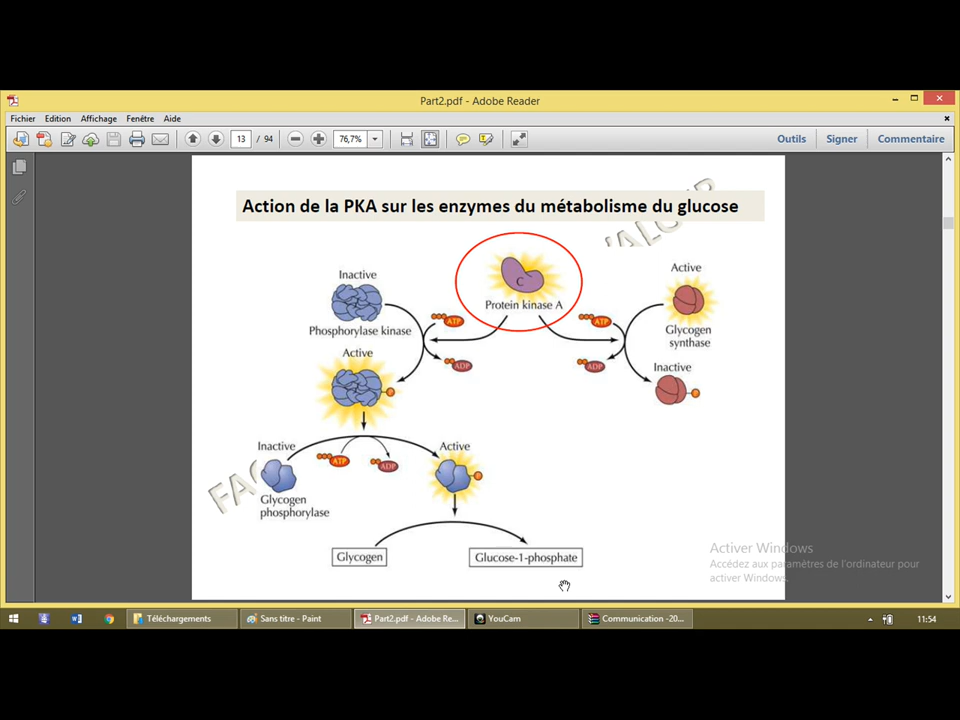 Part2.pdf - Adobe Reader
Fichier Edition Affichage Fenêtre Aide
13 / 94 76,7% Outils Signer Commentaire
Action de la PKA sur les enzymes du métabolisme du glucose
Inactive
Phosphorylase kinase
Active
C
Protein kinase A
ATP
ADP
ATP
ADP
Active
Glycogen
synthase
Inactive
P
P
Inactive
Glycogen
phosphorylase
ATP
ADP
Active
P
FAC
Glycogen
Glucose-1-phosphate
Activer Windows
Accédez aux paramètres de l'ordinateur pour
activer Windows.
Téléchargements Sans titre - Paint Part2.pdf - Adobe Re... YouCam Communication -20... 11:54